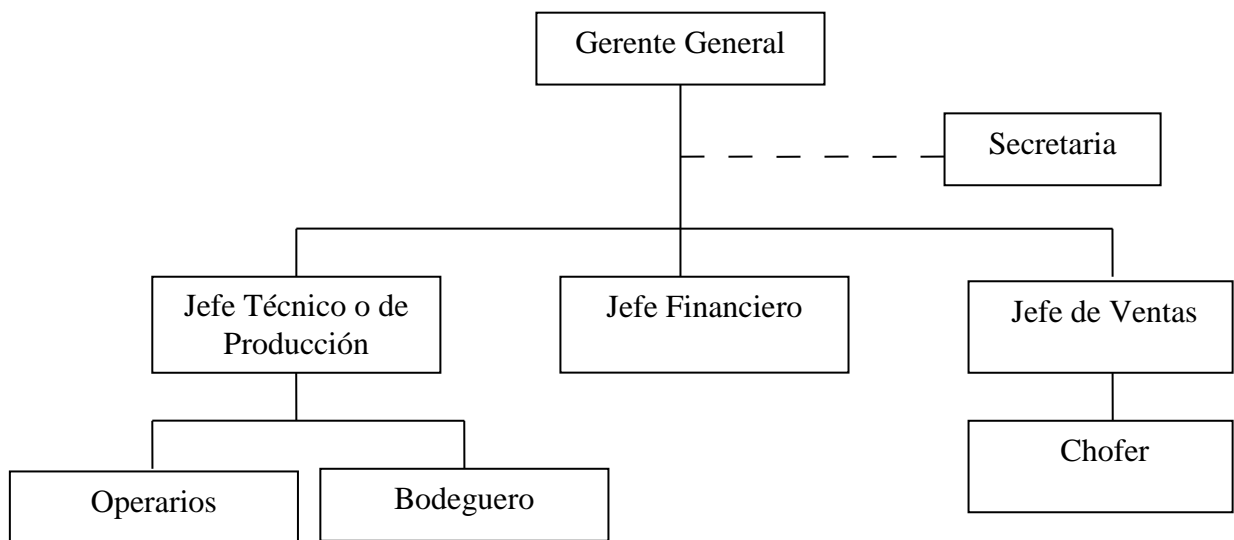 Gerente General
Secretaria
Jefe Técnico o de
Producción
Jefe Financiero
Jefe de Ventas
Operarios
Bodeguero
Chofer